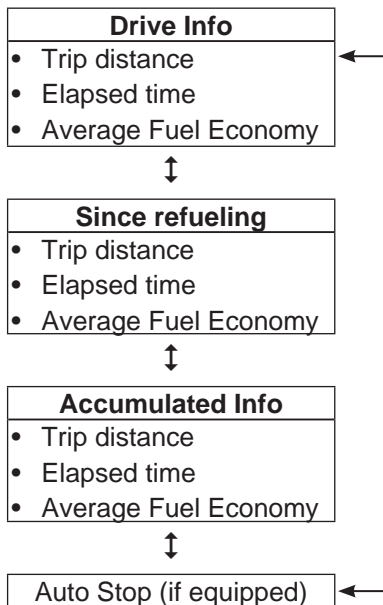 Drive Info
• Trip distance
• Elapsed time
• Average Fuel Economy
Since refueling
• Trip distance
• Elapsed time
• Average Fuel Economy
Accumulated Info
• Trip distance
• Elapsed time
• Average Fuel Economy
Auto Stop (if equipped)